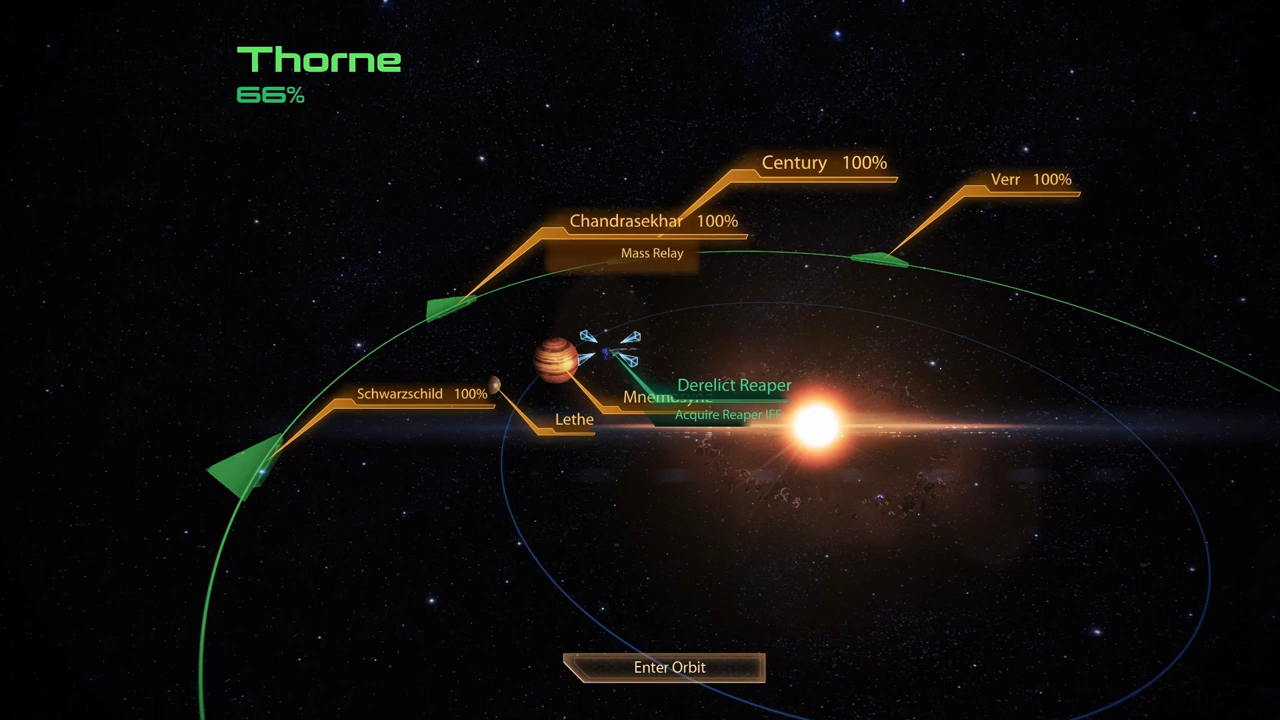 Thorne
66%
Century 100%
Verr 100%
Chandrasekhar 100%
Mass Relay
Derelict Reaper
Schwarzschild 100%
Mnemosyne
Acquire Reaper IFF
Lethe
Enter Orbit